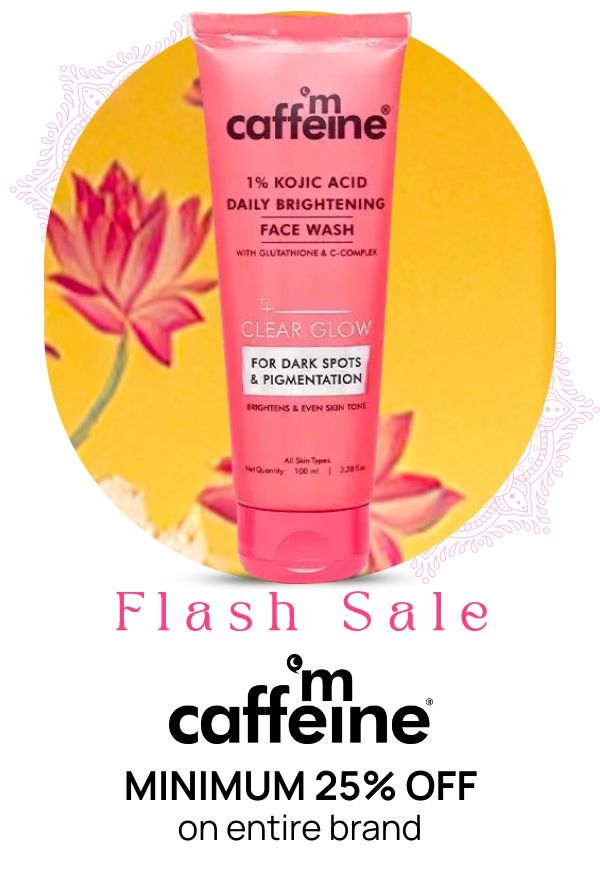 'm
caffeine®
1% KOJIC ACID
DAILY BRIGHTENING
FACE WASH
WITH GLUTATHIONE & C-COMPLEX
CLEAR GLOW
FOR DARK SPOTS
& PIGMENTATION
BRIGHTENS & EVEN SKIN TONE
All Skin Types
Net Quantity: 100 ml | 3.38 fl.oz.
Flash Sale
'm
caffeine®
MINIMUM 25% OFF
on entire brand